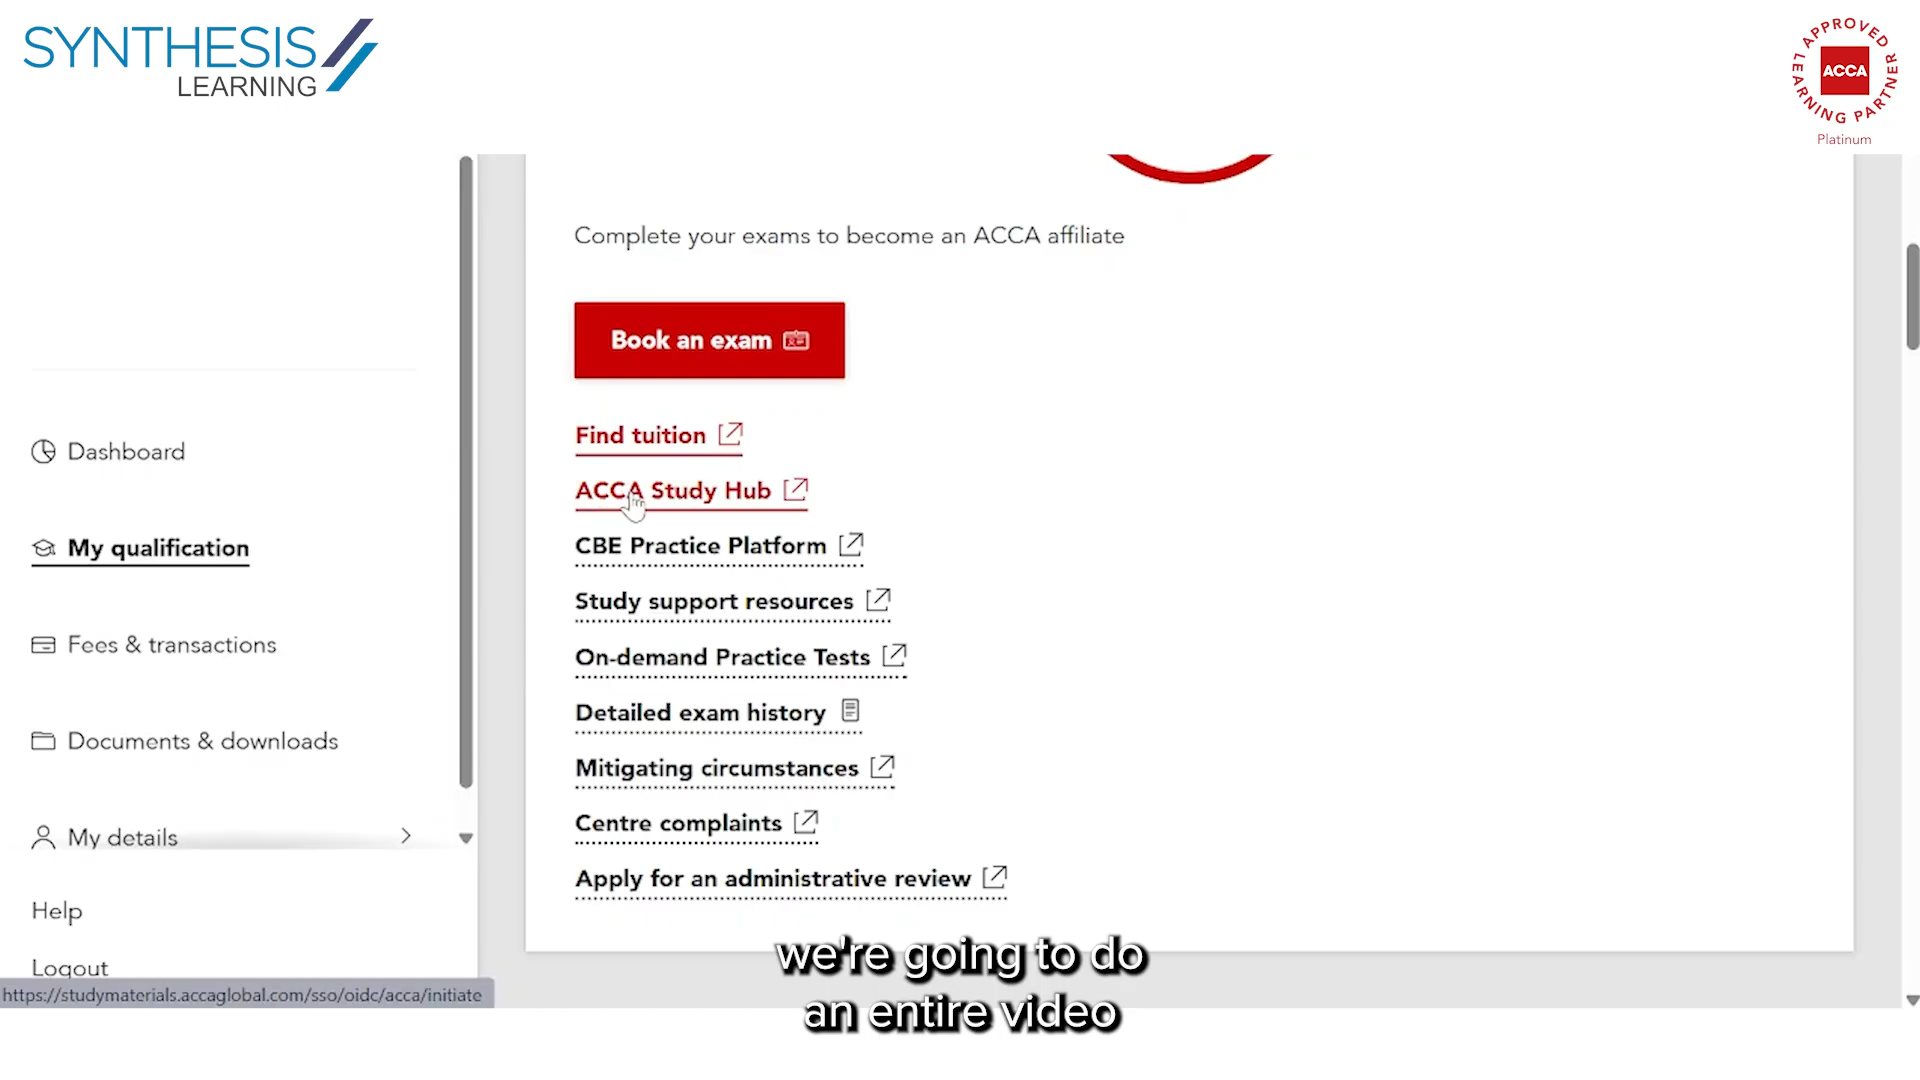 SYNTHESIS
LEARNING
APPROVED
LEARNING PARTNER
ACCA
Platinum
Complete your exams to become an ACCA affiliate
Book an exam
Find tuition
ACCA Study Hub
CBE Practice Platform
Study support resources
On-demand Practice Tests
Detailed exam history
Mitigating circumstances
Centre complaints
Apply for an administrative review
Dashboard
My qualification
Fees & transactions
Documents & downloads
My details
Help
Logout
https://studymaterials.accaglobal.com/sso/oidc/acca/initiate
we're going to do
an entire video